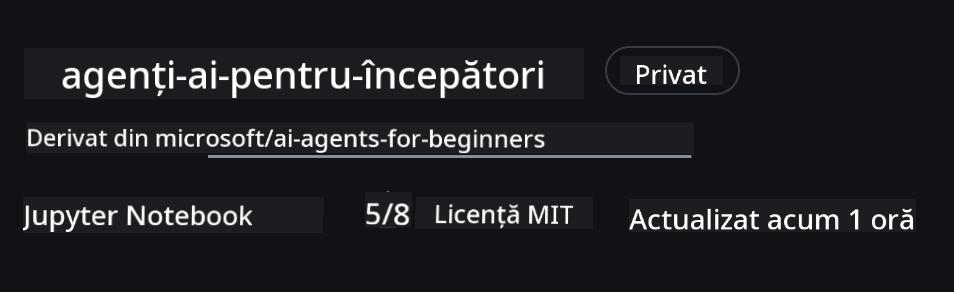 agenți-ai-pentru-începători Privat
Derivat din microsoft/ai-agents-for-beginners
Jupyter Notebook 5/8 Licență MIT Actualizat acum 1 oră